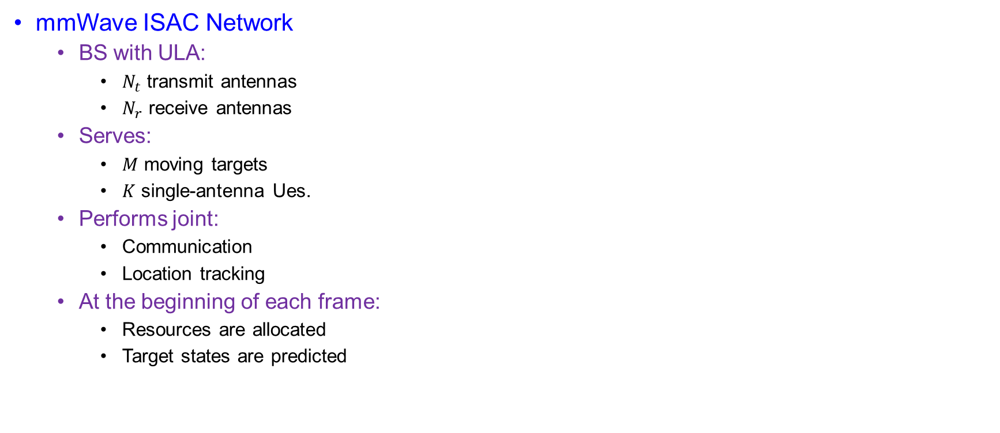 • mmWave ISAC Network
• BS with ULA:
• $N_t$ transmit antennas
• $N_r$ receive antennas
• Serves:
• $M$ moving targets
• $K$ single-antenna Ues.
• Performs joint:
• Communication
• Location tracking
• At the beginning of each frame:
• Resources are allocated
• Target states are predicted